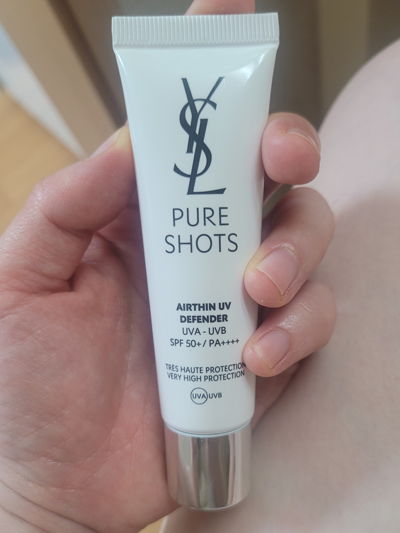 YSL
PURE
SHOTS
AIRTHIN UV
DEFENDER
UVA - UVB
SPF 50+/ PA++++
TRÈS HAUTE PROTECTION
VERY HIGH PROTECTION
UVA UVB